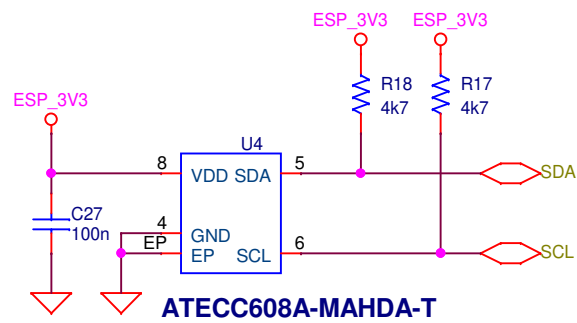 ESP_3V3
ESP_3V3
R18
4k7
R17
4k7
ESP_3V3
U4
8
VDD
SDA
5
SDA
C27
100n
4
GND
EP
EP
SCL
6
SCL
ATECC608A-MAHDA-T